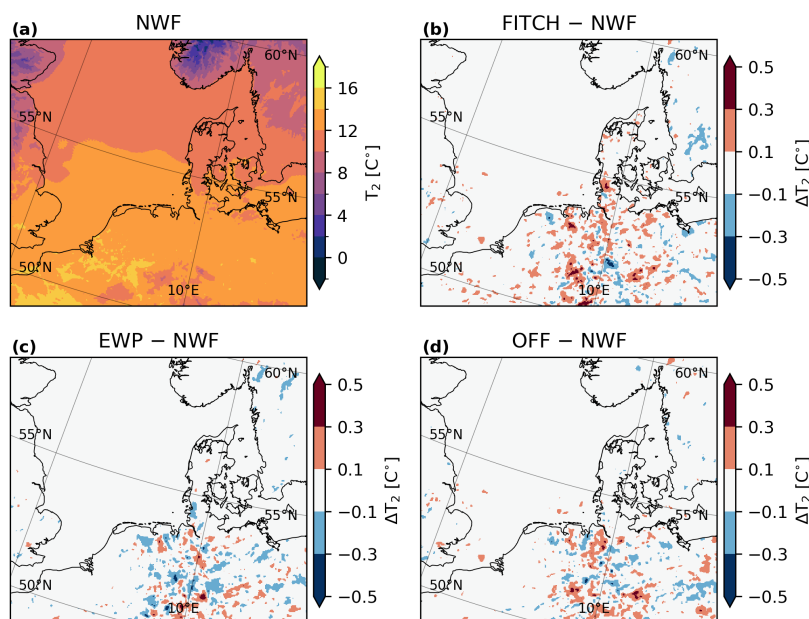 (a) NWF
60°N
55°N
55°N
50°N
10°E
16
12
8
4
0
T₂ [C°]
(b) FITCH − NWF
60°N
55°N
55°N
50°N
10°E
0.5
0.3
0.1
−0.1
−0.3
−0.5
ΔT₂ [C°]
(c) EWP − NWF
60°N
55°N
55°N
50°N
10°E
0.5
0.3
0.1
−0.1
−0.3
−0.5
ΔT₂ [C°]
(d) OFF − NWF
60°N
55°N
55°N
50°N
10°E
0.5
0.3
0.1
−0.1
−0.3
−0.5
ΔT₂ [C°]